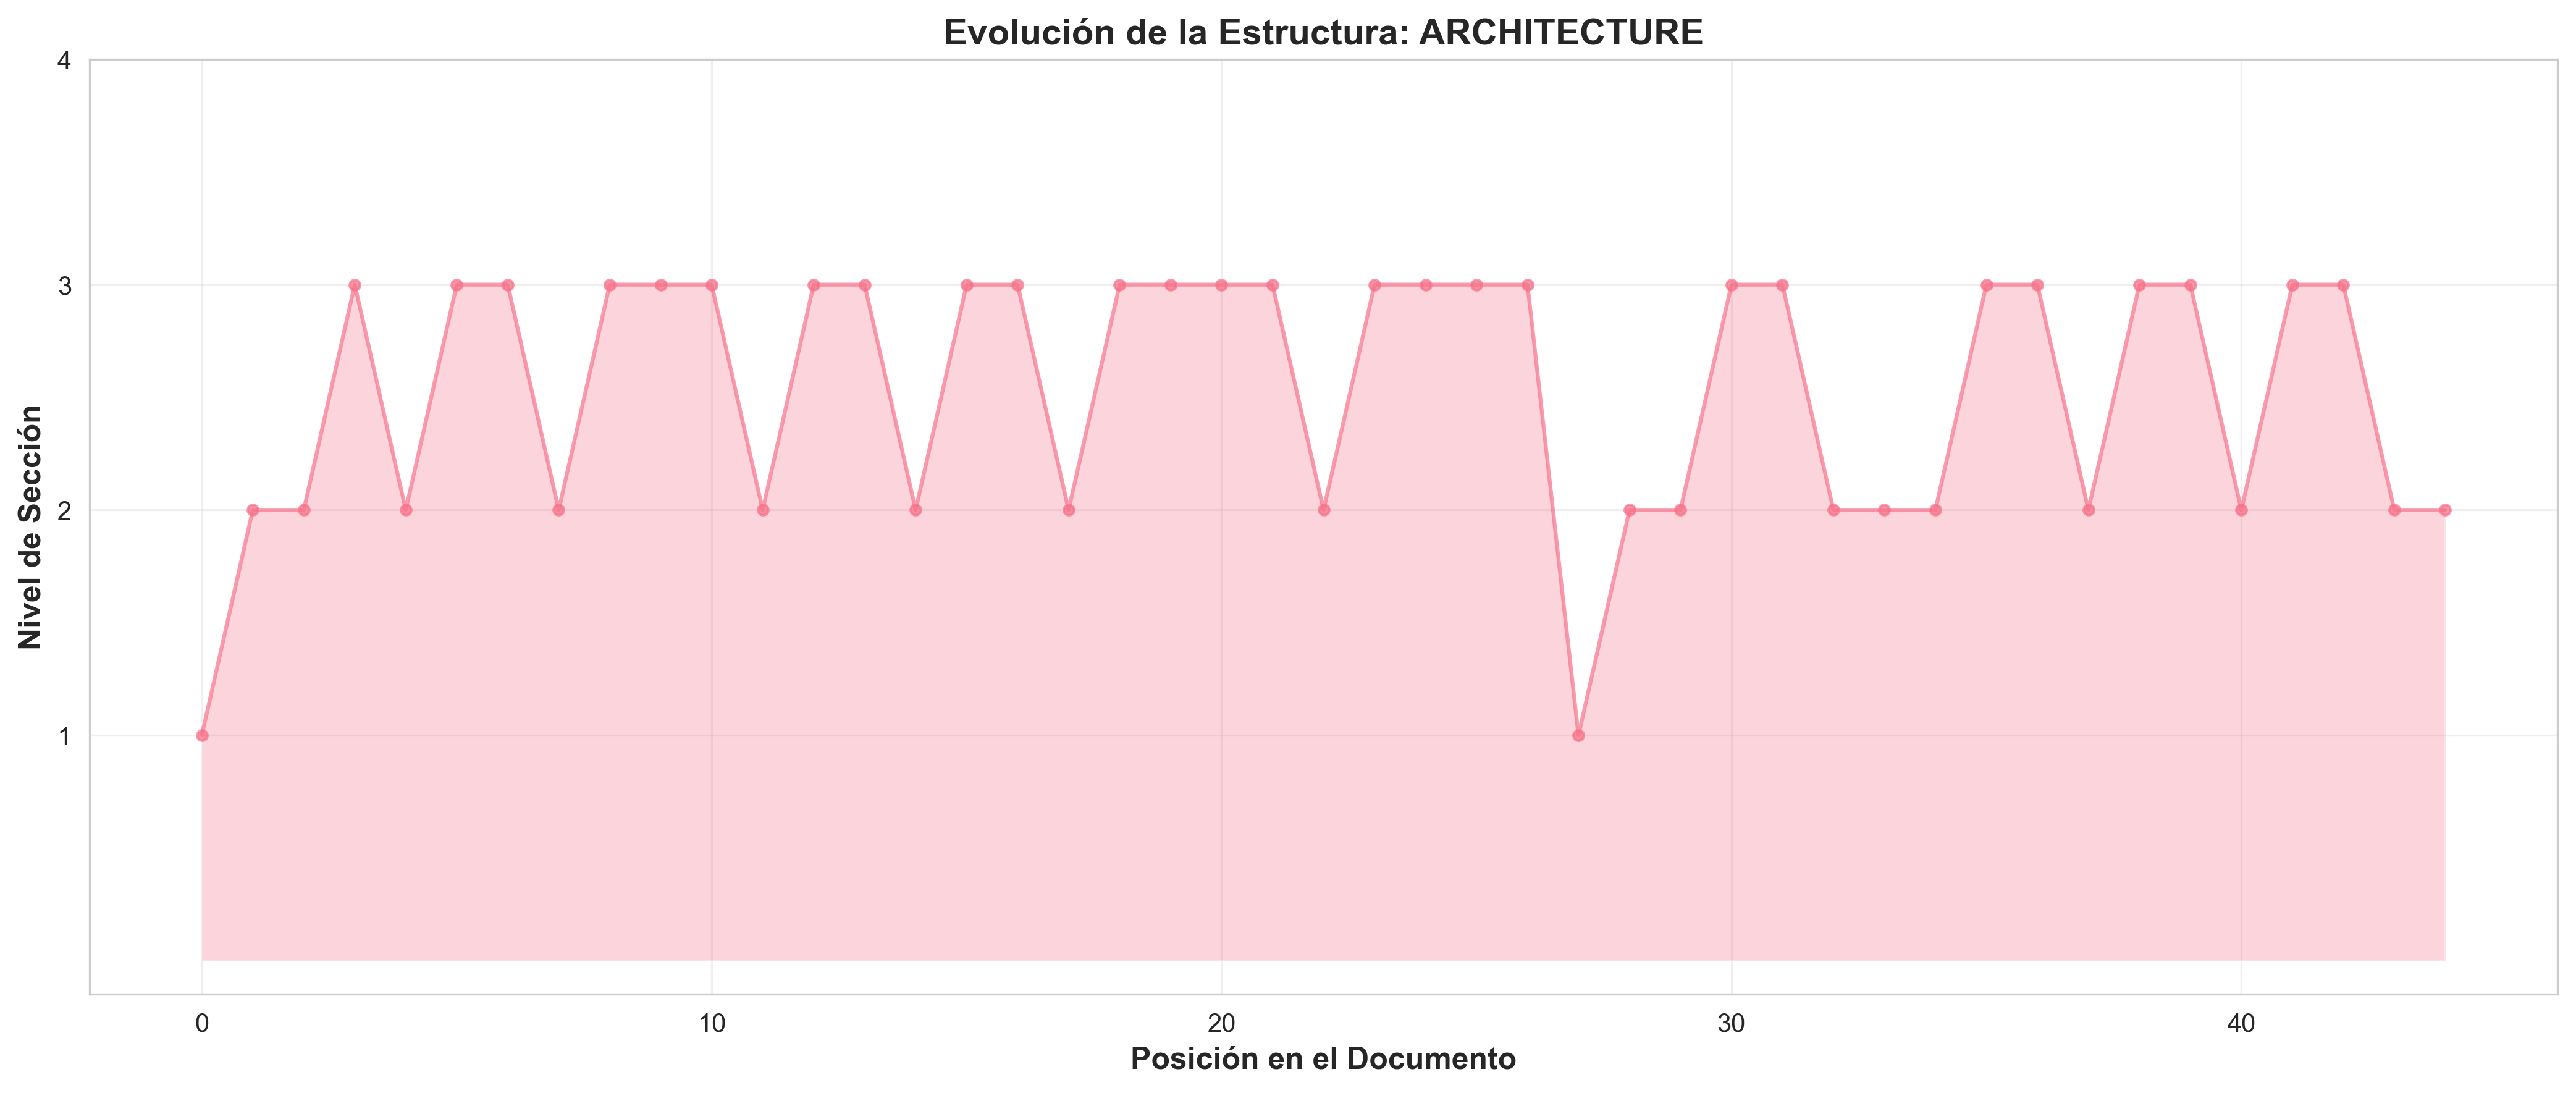 Evolución de la Estructura: ARCHITECTURE
4
3
2
1
Nivel de Sección
0 10 20 30 40
Posición en el Documento